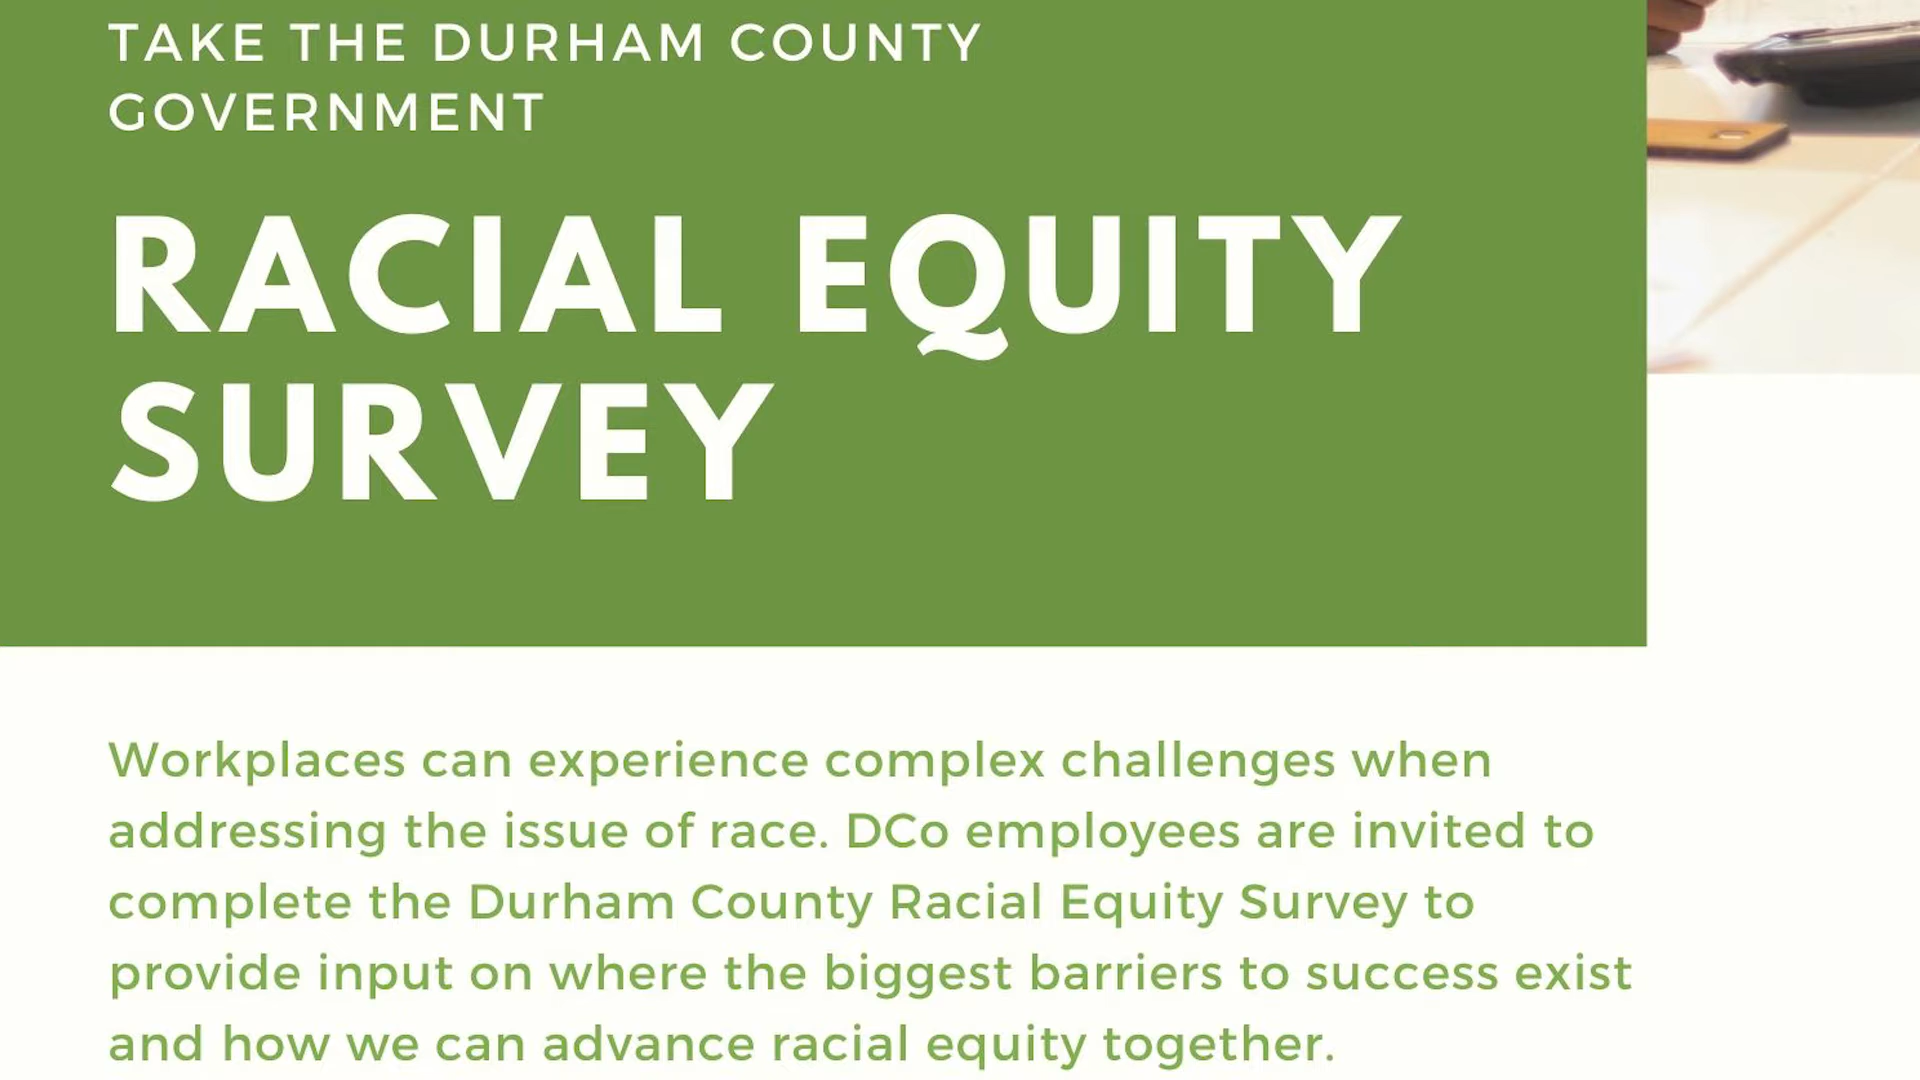 TAKE THE DURHAM COUNTY
GOVERNMENT
RACIAL EQUITY
SURVEY
Workplaces can experience complex challenges when
addressing the issue of race. DCo employees are invited to
complete the Durham County Racial Equity Survey to
provide input on where the biggest barriers to success exist
and how we can advance racial equity together.